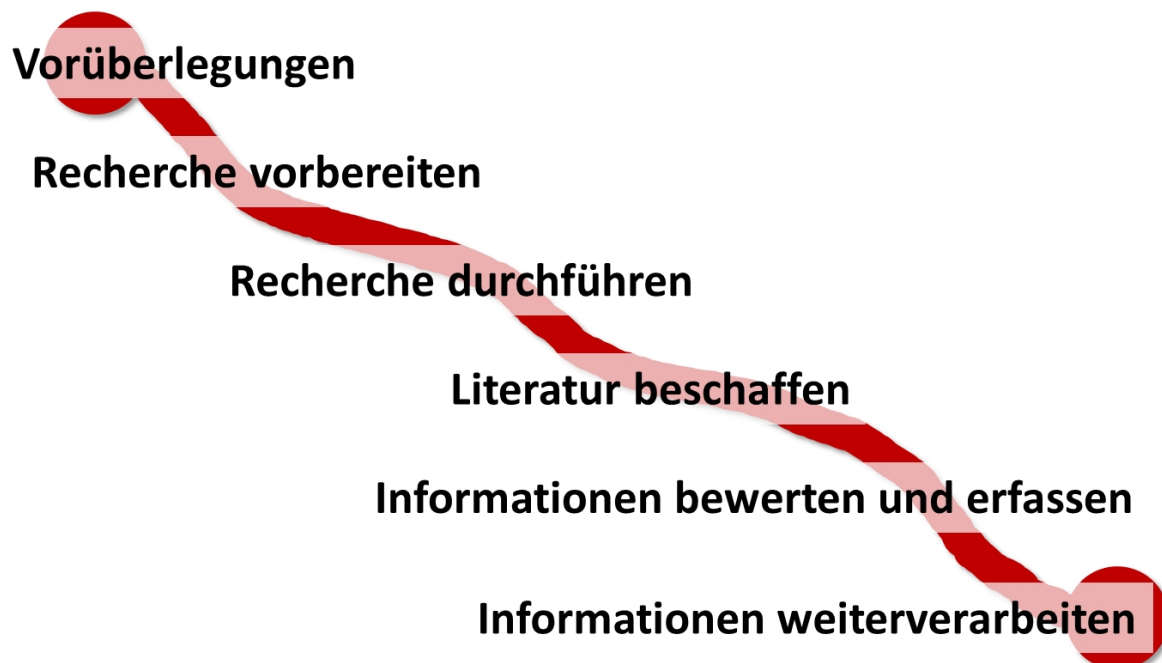 Vorüberlegungen
Recherche vorbereiten
Recherche durchführen
Literatur beschaffen
Informationen bewerten und erfassen
Informationen weiterverarbeiten